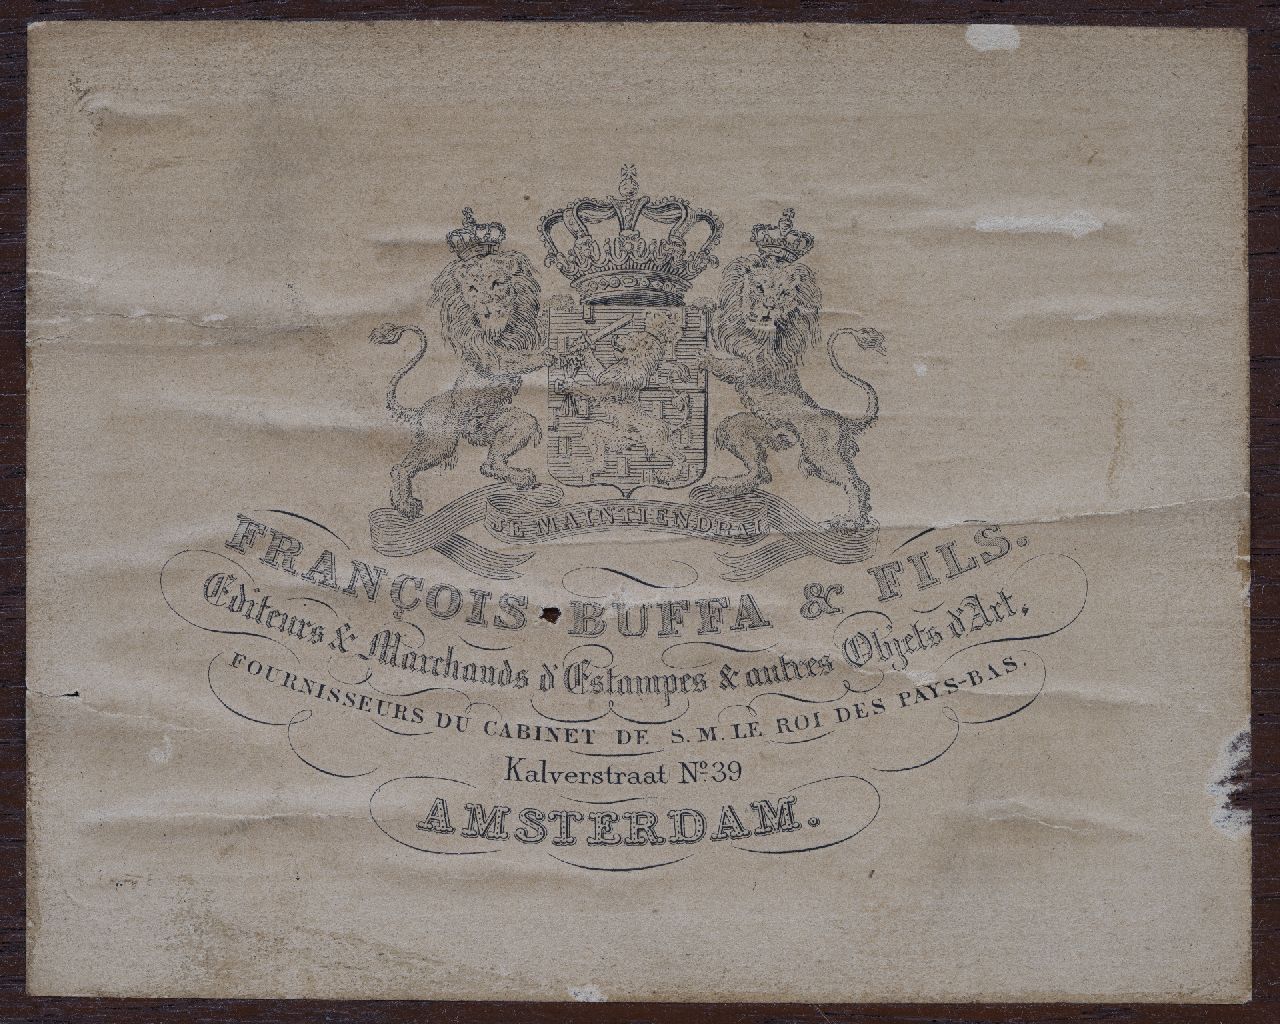 JE MAINTIENDRAI
FRANÇOIS BUFFA & FILS.
Editeurs & Marchands d'Estampes & autres Objets d'Art,
FOURNISSEURS DU CABINET DE S. M. LE ROI DES PAYS-BAS.
Kalverstraat No. 39
AMSTERDAM.